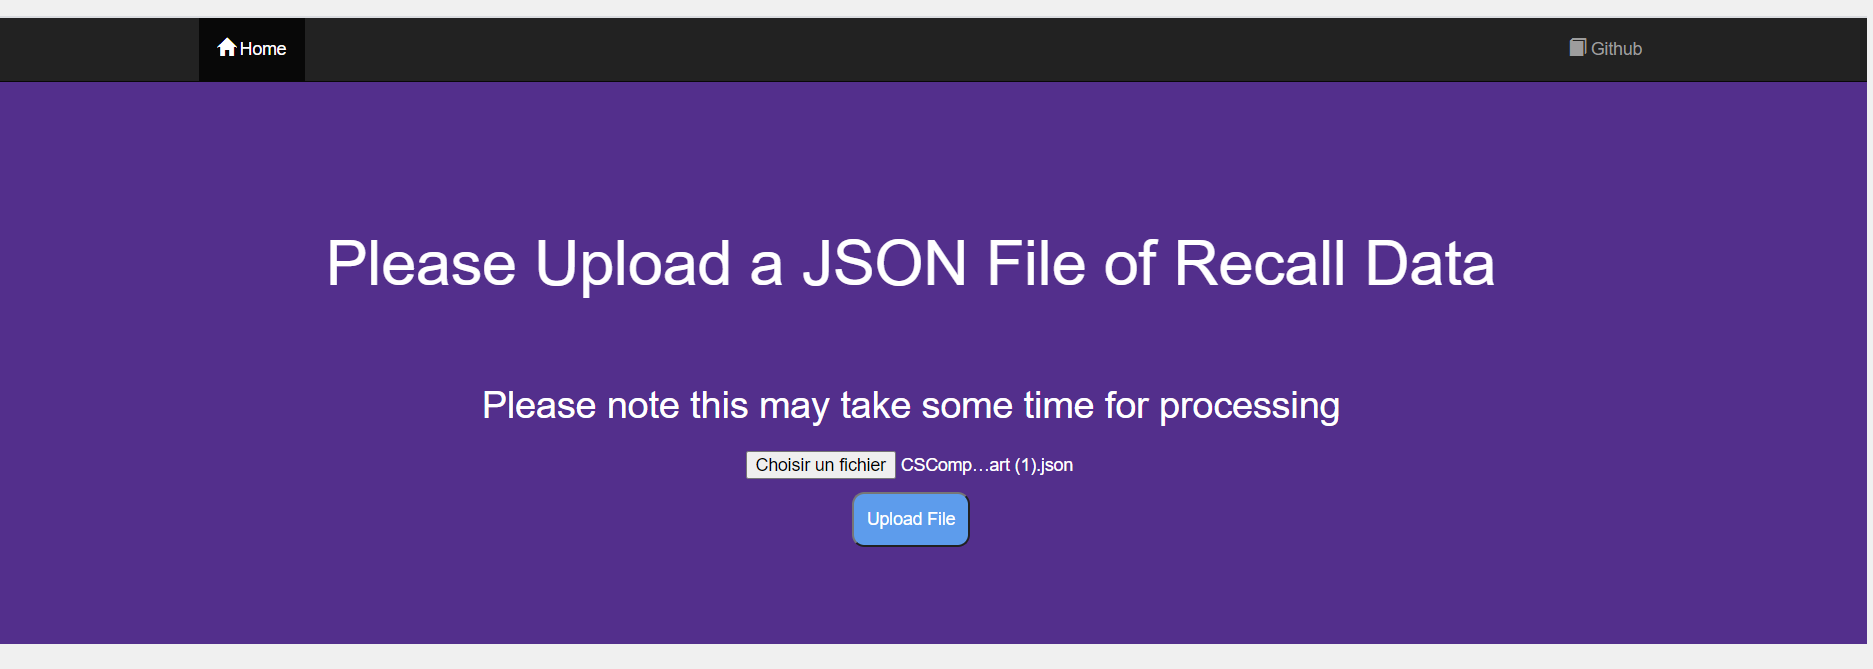 Home
Github
Please Upload a JSON File of Recall Data
Please note this may take some time for processing
Choisir un fichier CSComp…art (1).json
Upload File